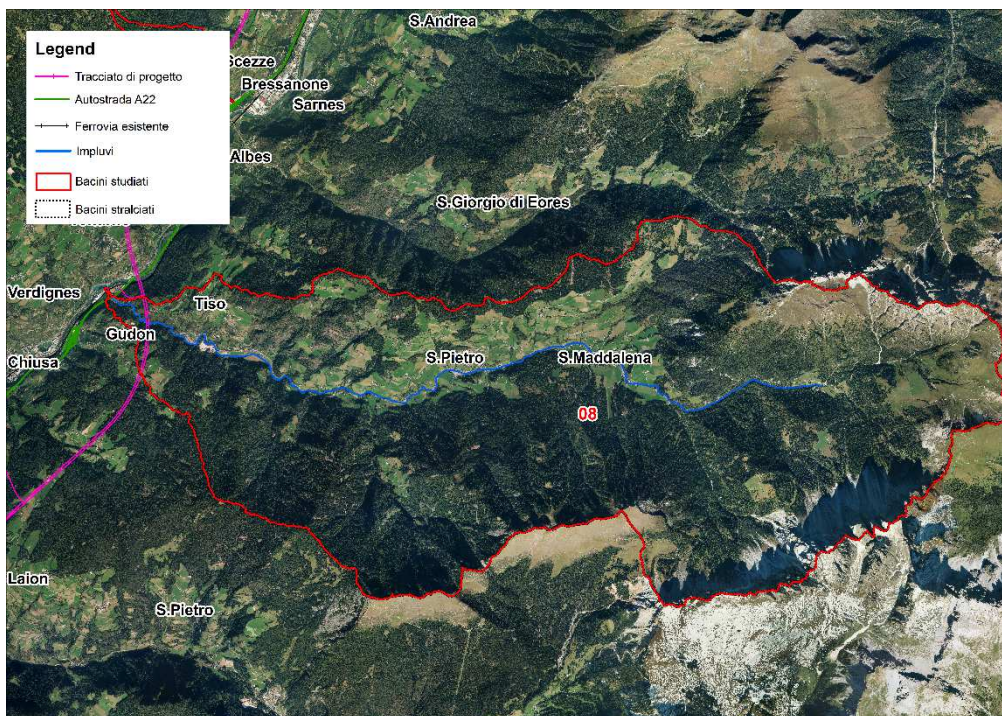 S.Andrea
Legend
Tracciato di progetto
Autostrada A22
Ferrovia esistente
Impluvi
Bacini studiati
Bacini stralciati
Scezze
Bressanone
Sarnes
Albes
S.Giorgio di Eores
Verdignes
Tiso
Gudon
Chiusa
S.Pietro
S.Maddalena
08
Laion
S.Pietro